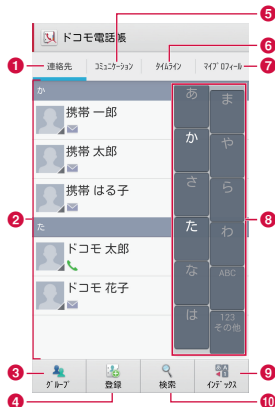 5
ドコモ電話帳
6
1
連絡先 コミュニケーション タイムライン マイプロフィール
7
か
携帯 一郎
携帯 太郎
携帯 はる子
2
た
ドコモ 太郎
ドコモ 花子
あ ま
か や
さ ら
た わ
な ABC
は 123
その他
8
3
グループ 登録 検索 インデックス
9
4
10